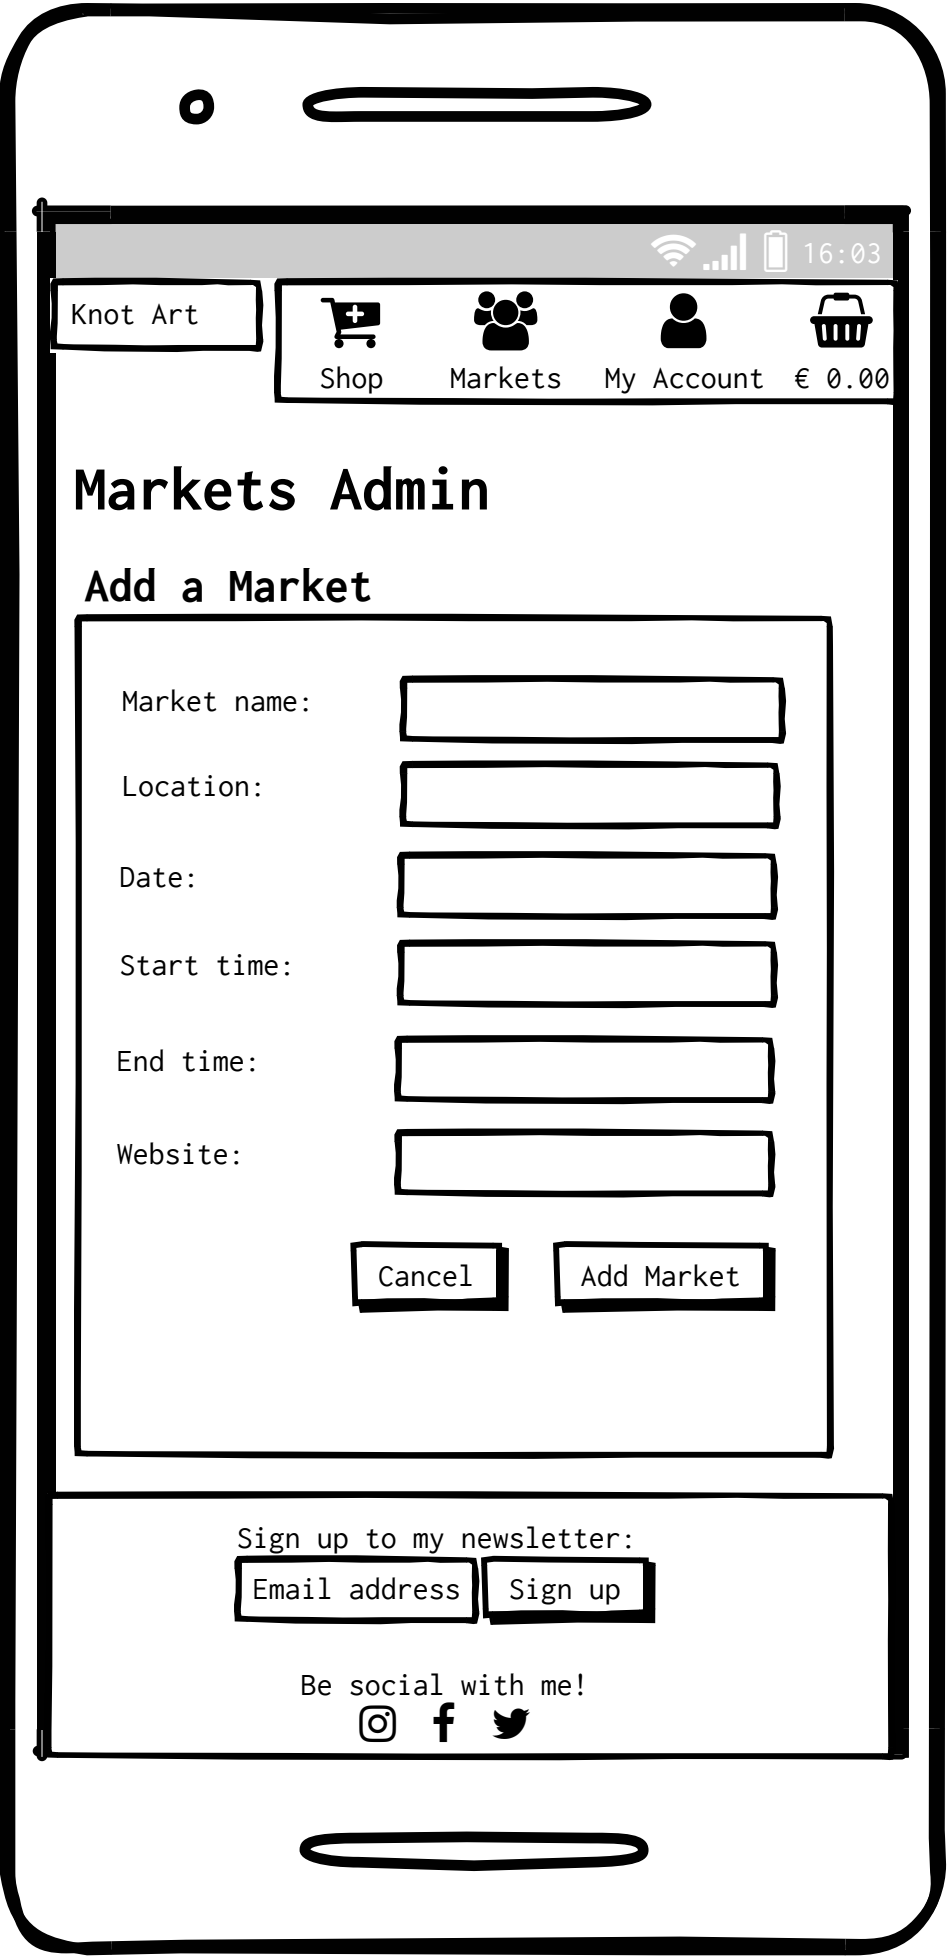 16:03
Knot Art
Shop Markets My Account € 0.00
Markets Admin
Add a Market
Market name:
Location:
Date:
Start time:
End time:
Website:
Cancel Add Market
Sign up to my newsletter:
Email address Sign up
Be social with me!